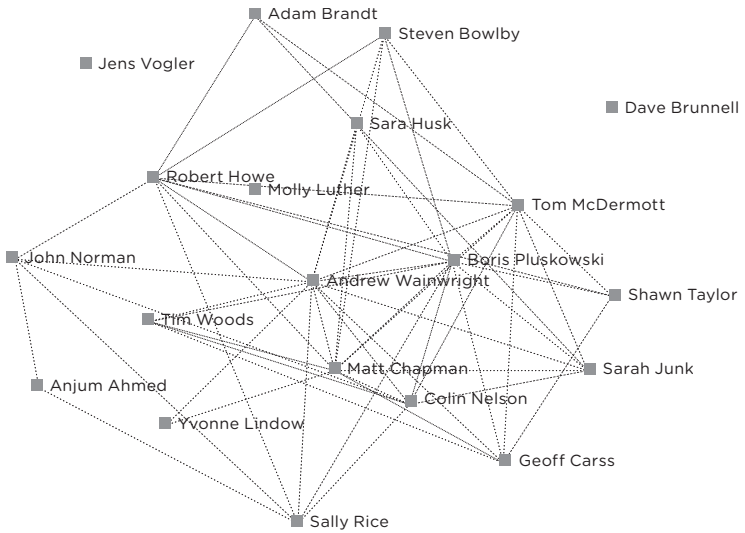 Adam Brandt
Steven Bowlby
Jens Vogler
Dave Brunnell
Sara Husk
Robert Howe
Molly Luther
Tom McDermott
John Norman
Boris Pluskowski
Andrew Wainwright
Shawn Taylor
Tim Woods
Matt Chapman
Sarah Junk
Anjum Ahmed
Colin Nelson
Yvonne Lindow
Geoff Carss
Sally Rice